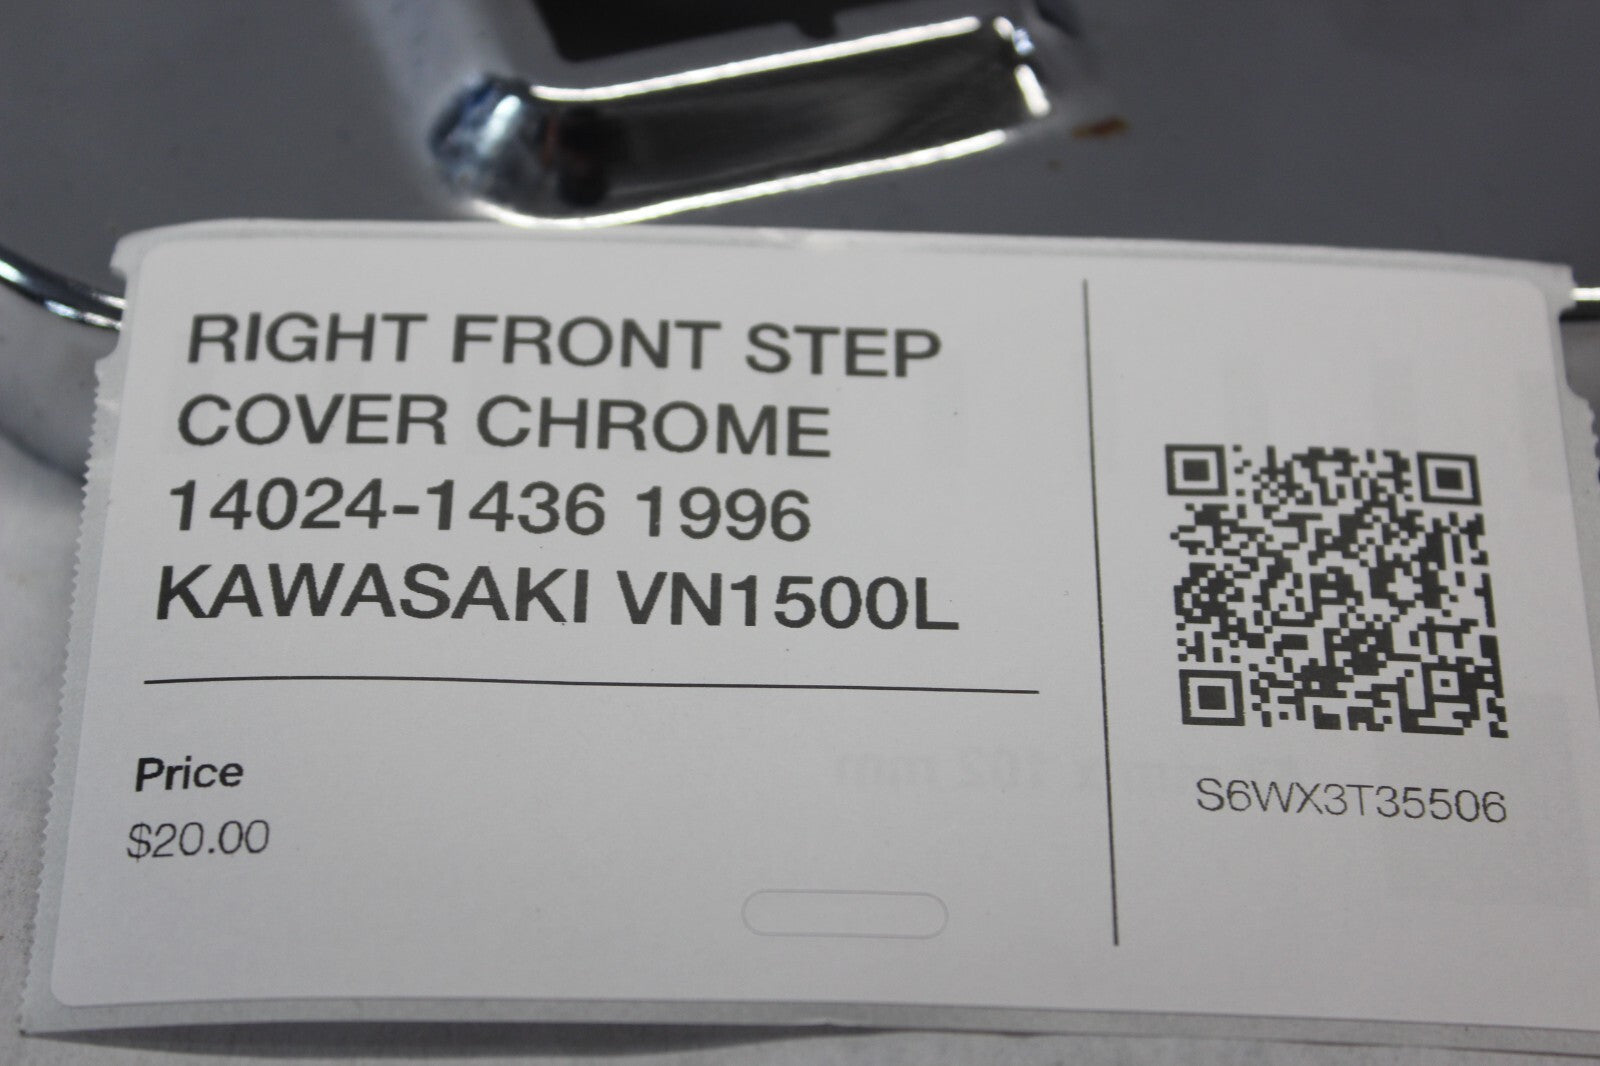 RIGHT FRONT STEP
COVER CHROME
14024-1436 1996
KAWASAKI VN1500L
Price
$20.00
S6WX3T35506